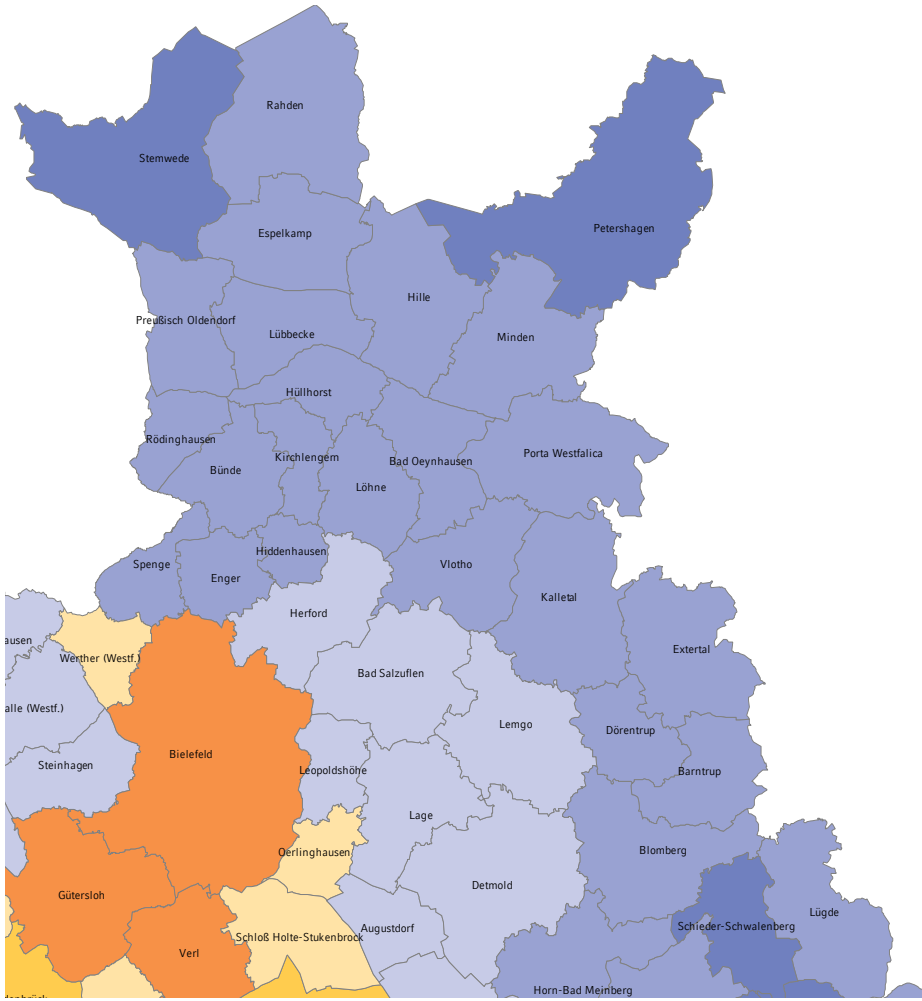 Rahden
Stemwede
Petershagen
Espelkamp
Hille
Preußisch Oldendorf
Lübbecke
Minden
Hüllhorst
Rödinghausen
Kirchlengern
Bad Oeynhausen
Porta Westfalica
Bünde
Löhne
Hiddenhausen
Spenge
Vlotho
Enger
Kalletal
Herford
ausen
Werther (Westf.)
Extertal
Bad Salzuflen
alle (Westf.)
Lemgo
Dörentrup
Bielefeld
Steinhagen
Leopoldshöhe
Barntrup
Lage
Oerlinghausen
Blomberg
Detmold
Gütersloh
Lügde
Augustdorf
Schieder-Schwalenberg
Schloß Holte-Stukenbrock
Verl
Horn-Bad Meinberg